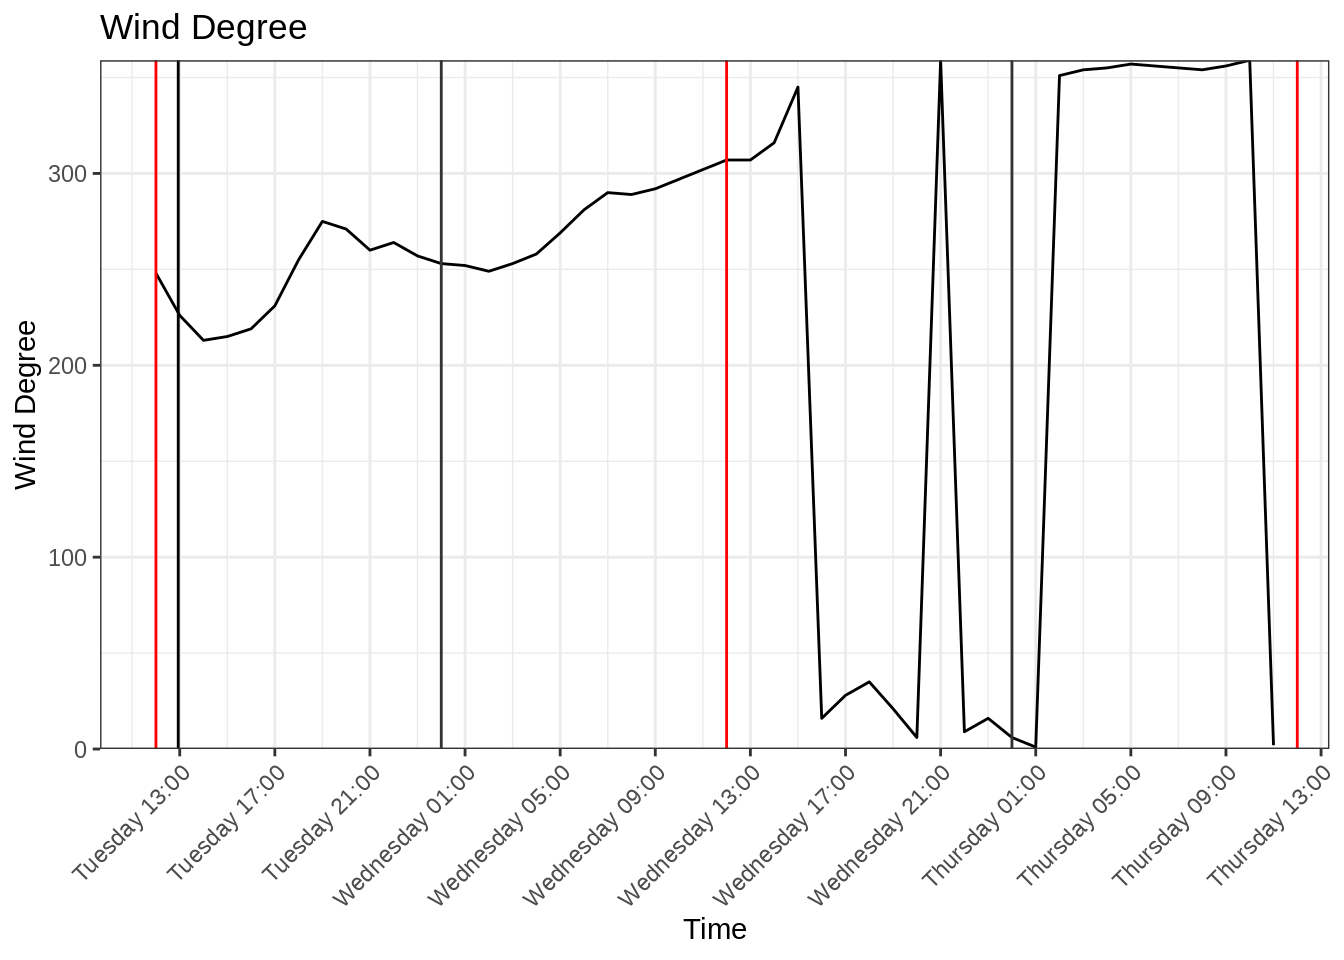 Wind Degree
Wind Degree
300
200
100
0
Tuesday 13:00
Tuesday 17:00
Tuesday 21:00
Wednesday 01:00
Wednesday 05:00
Wednesday 09:00
Wednesday 13:00
Wednesday 17:00
Wednesday 21:00
Thursday 01:00
Thursday 05:00
Thursday 09:00
Thursday 13:00
Time